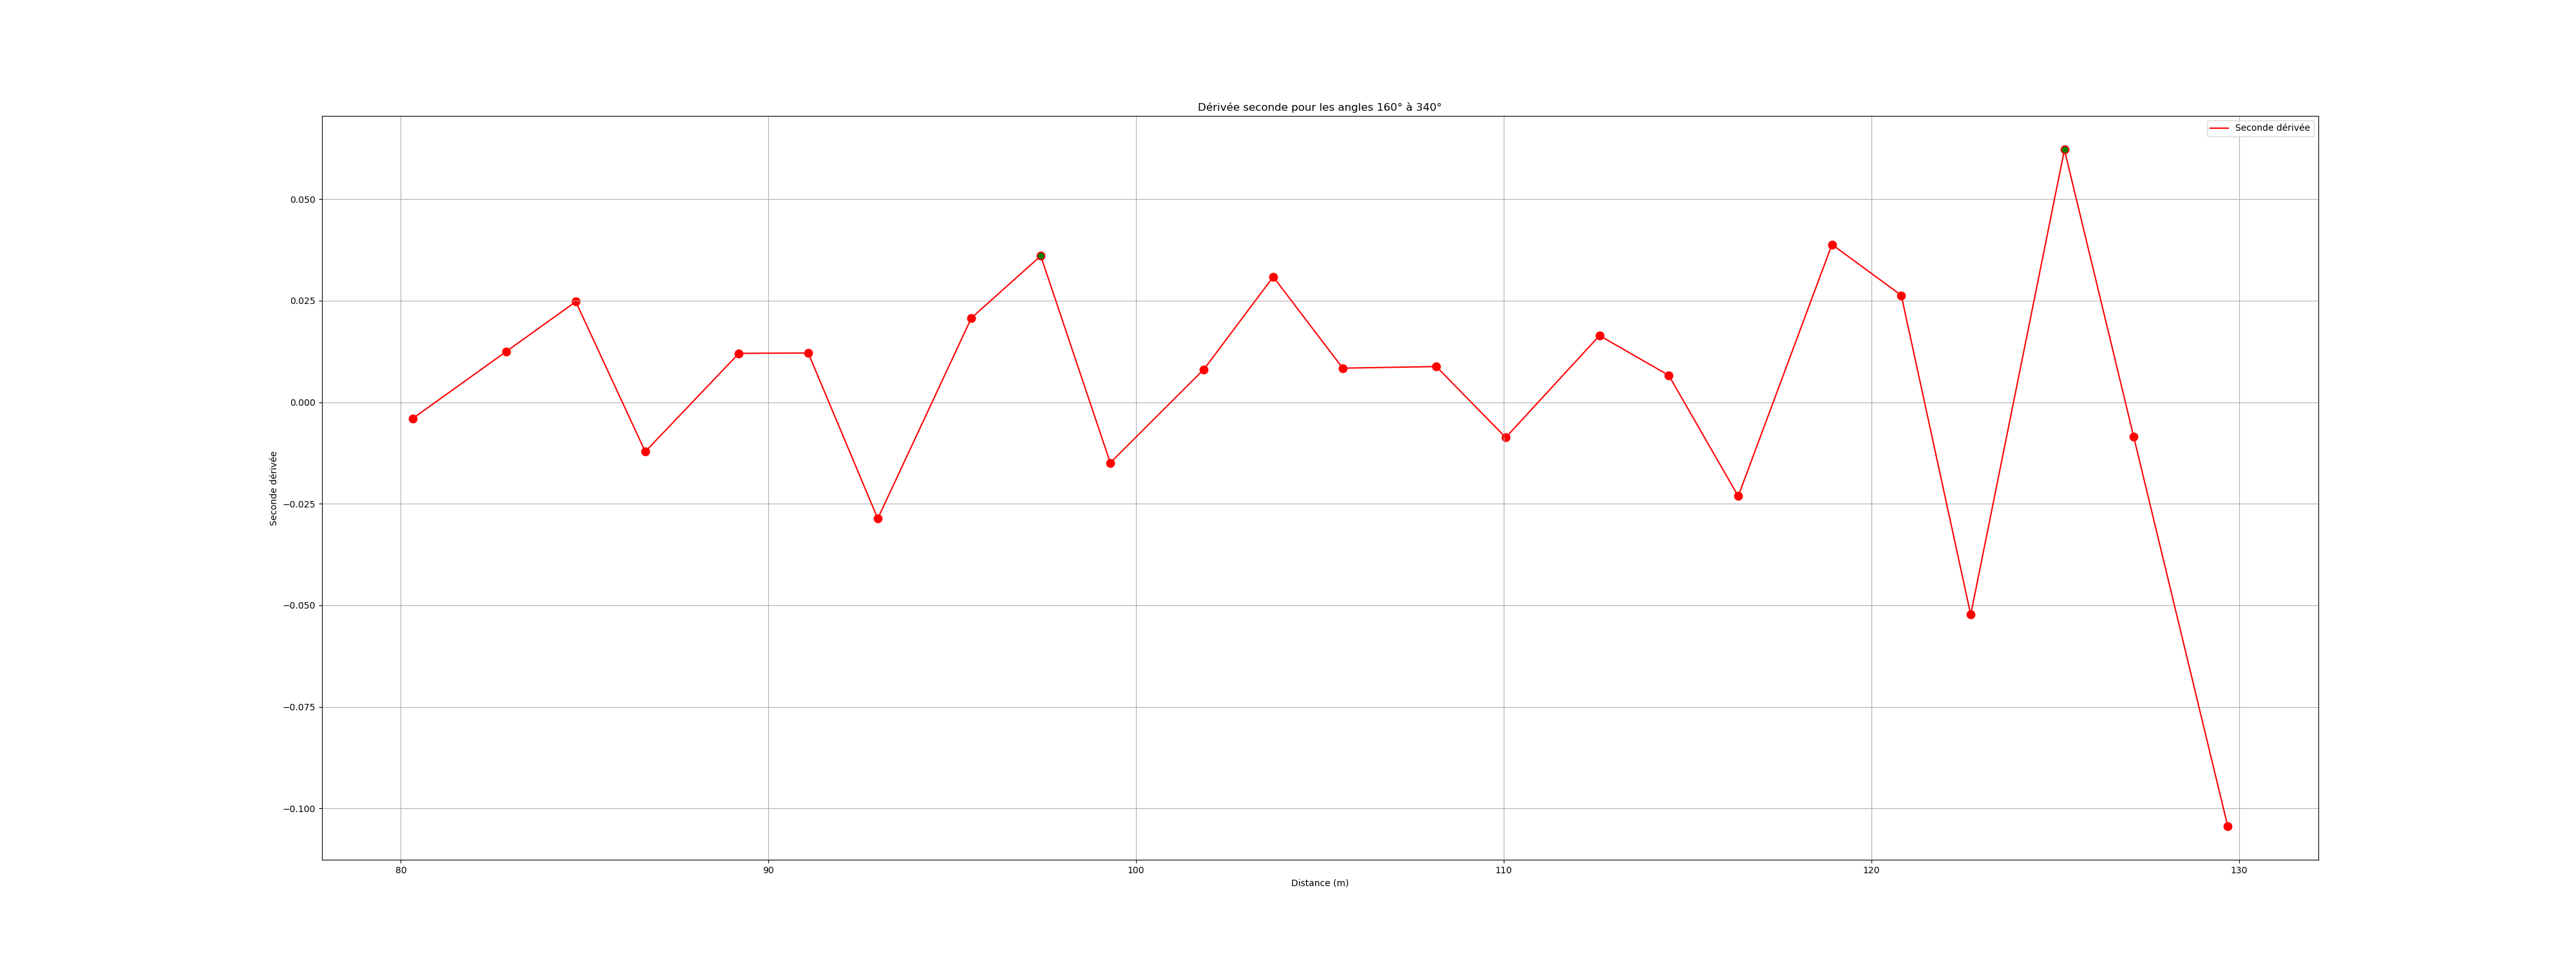 Dérivée seconde pour les angles 160° à 340°
Seconde dérivée
0.050
0.025
0.000
−0.025
−0.050
−0.075
−0.100
Seconde dérivée
80 90 100 110 120 130
Distance (m)